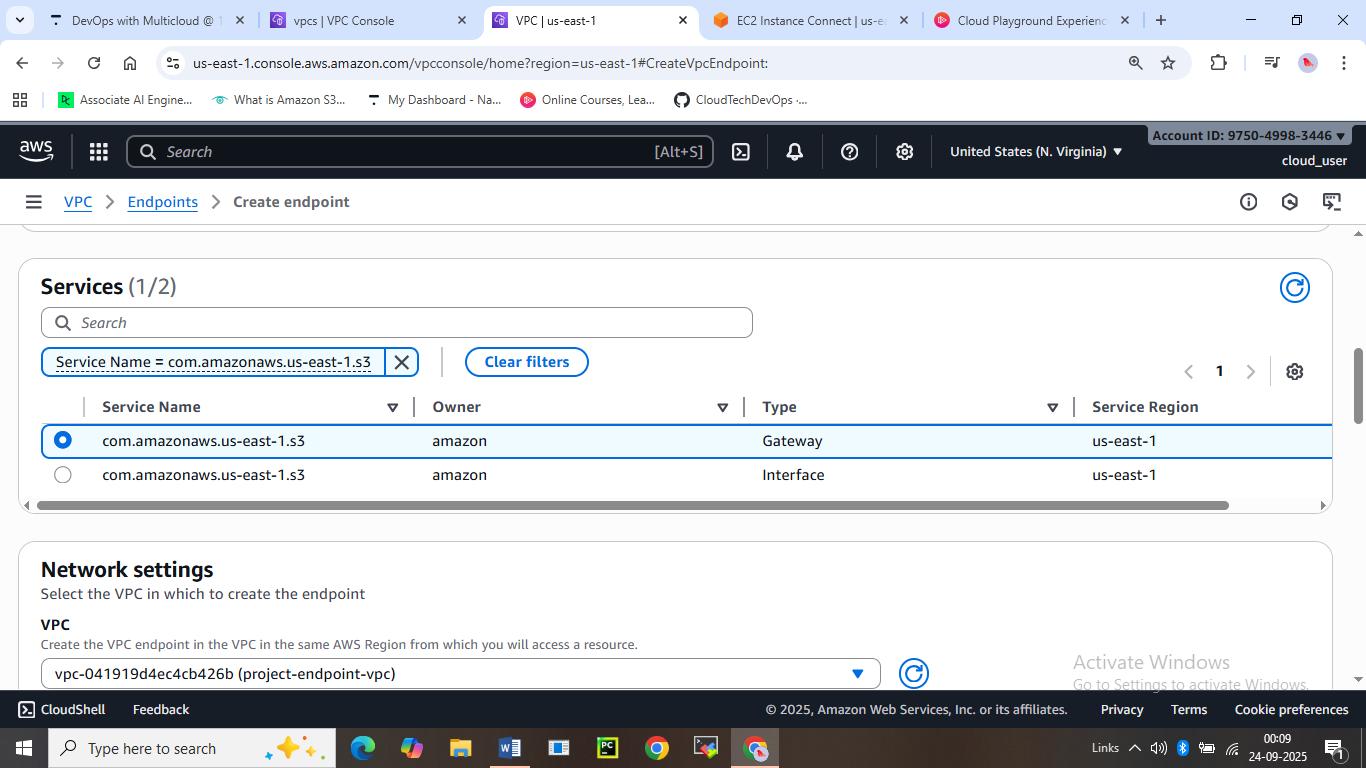 DevOps with Multicloud @ 1
vpcs | VPC Console
VPC | us-east-1
EC2 Instance Connect | us-ea
Cloud Playground Experienc
us-east-1.console.aws.amazon.com/vpcconsole/home?region=us-east-1#CreateVpcEndpoint:
Associate AI Engine...
What is Amazon S3...
My Dashboard - Na...
Online Courses, Lea...
CloudTechDevOps ·...
aws
Search
[Alt+S]
United States (N. Virginia)
Account ID: 9750-4998-3446
cloud_user
VPC
Endpoints
Create endpoint
Services (1/2)
Search
Service Name = com.amazonaws.us-east-1.s3
Clear filters
1
Service Name
Owner
Type
Service Region
com.amazonaws.us-east-1.s3
amazon
Gateway
us-east-1
com.amazonaws.us-east-1.s3
amazon
Interface
us-east-1
Network settings
Select the VPC in which to create the endpoint
VPC
Create the VPC endpoint in the VPC in the same AWS Region from which you will access a resource.
vpc-041919d4ec4cb426b (project-endpoint-vpc)
Activate Windows
Go to Settings to activate Windows.
CloudShell
Feedback
© 2025, Amazon Web Services, Inc. or its affiliates.
Privacy
Terms
Cookie preferences
Type here to search
Links
00:09
24-09-2025
1